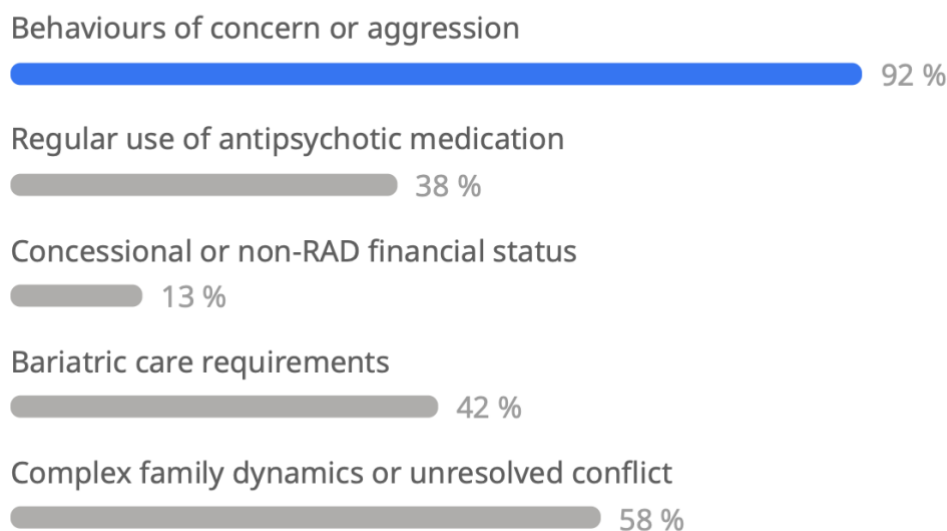 Behaviours of concern or aggression
92 %
Regular use of antipsychotic medication
38 %
Concessional or non-RAD financial status
13 %
Bariatric care requirements
42 %
Complex family dynamics or unresolved conflict
58 %